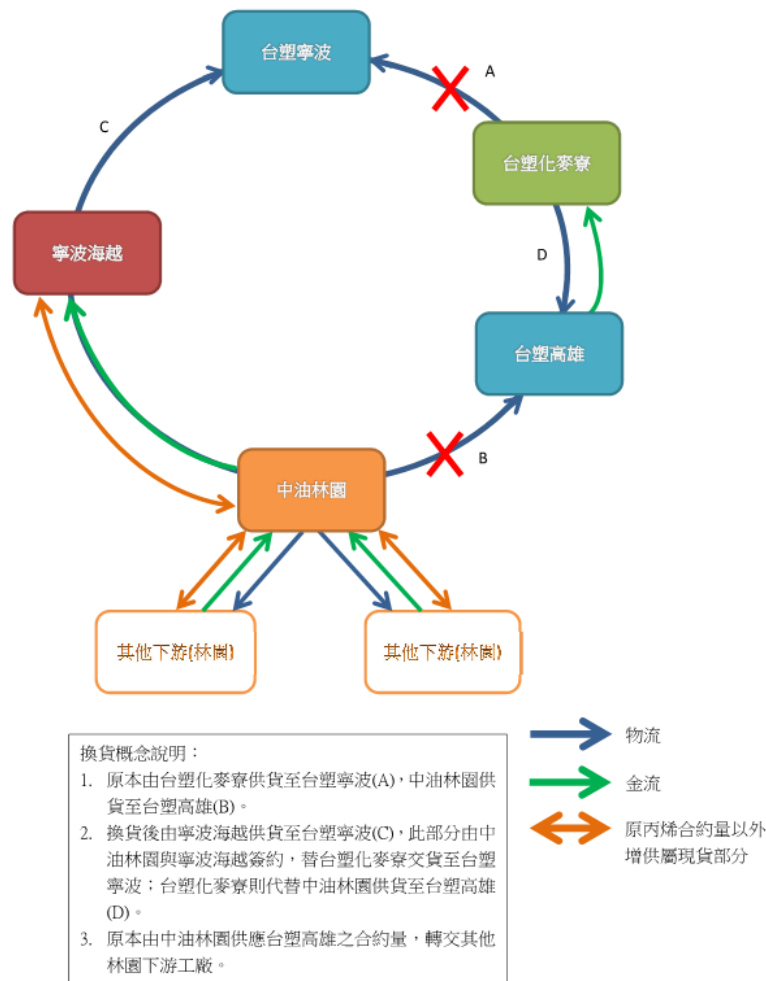 台塑寧波
A
C
台塑化麥寮
寧波海越
D
台塑高雄
B
中油林園
其他下游(林園)
其他下游(林園)
物流
金流
原丙烯合約量以外
增供屬現貨部分
換貨概念說明：
1. 原本由台塑化麥寮供貨至台塑寧波(A)，中油林園供
貨至台塑高雄(B)。
2. 換貨後由寧波海越供貨至台塑寧波(C)，此部分由中
油林園與寧波海越簽約，替台塑化麥寮交貨至台塑
寧波；台塑化麥寮則代替中油林園供貨至台塑高雄
(D)。
3. 原本由中油林園供應台塑高雄之合約量，轉交其他
林園下游工廠。